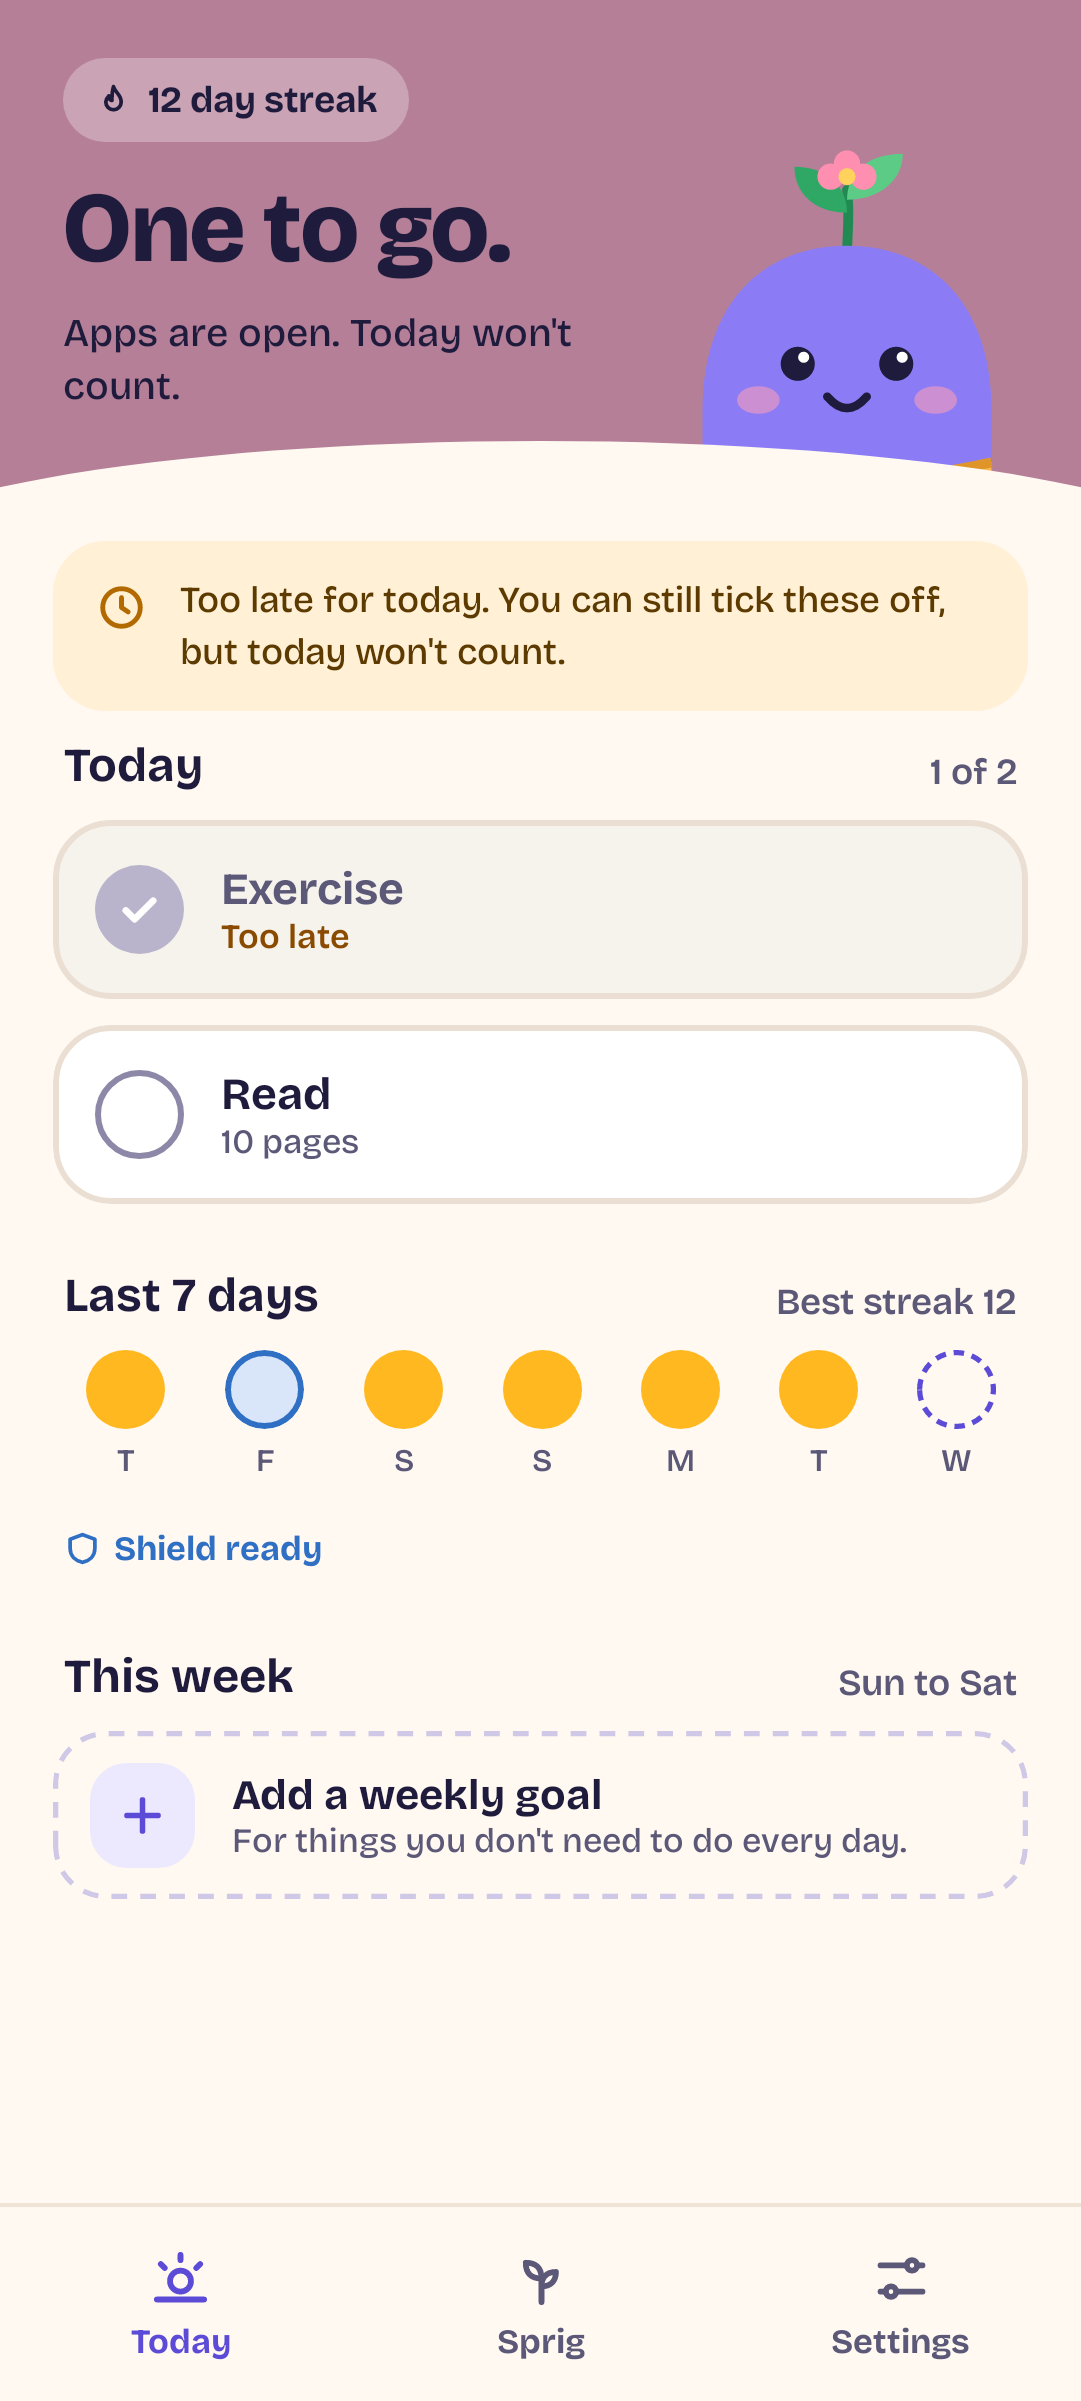 12 day streak
One to go.
Apps are open. Today won't
count.
Too late for today. You can still tick these off,
but today won't count.
Today
1 of 2
Exercise
Too late
Read
10 pages
Last 7 days
Best streak 12
T F S S M T W
Shield ready
This week
Sun to Sat
Add a weekly goal
For things you don't need to do every day.
Today
Sprig
Settings